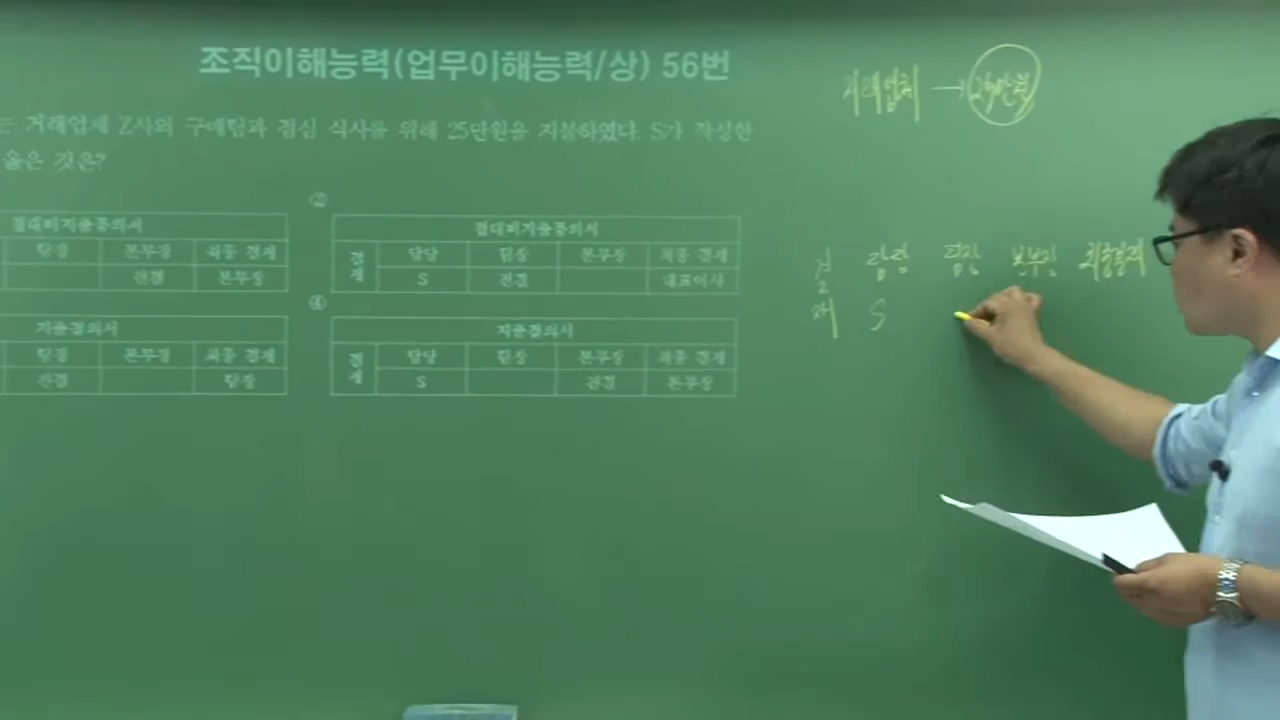 조직이해능력(업무이해능력/상) 56번
는 거래업체 Z사의 구매팀과 점심 식사를 위해 25만원을 지불하였다. S가 작성한
옳은 것은?
접대비지출품의서
팀장 본부장 최종 결재
전결 본부장
②
접대비지출품의서
결재 담당 팀장 본부장 최종 결재
S 전결 대표이사
지출결의서
팀장 본부장 최종 결재
전결 팀장
④
지출결의서
결재 담당 팀장 본부장 최종 결재
S 전결 본부장
거래업체 → 25만원
결재 담당 팀장 본부장 최종결재
S